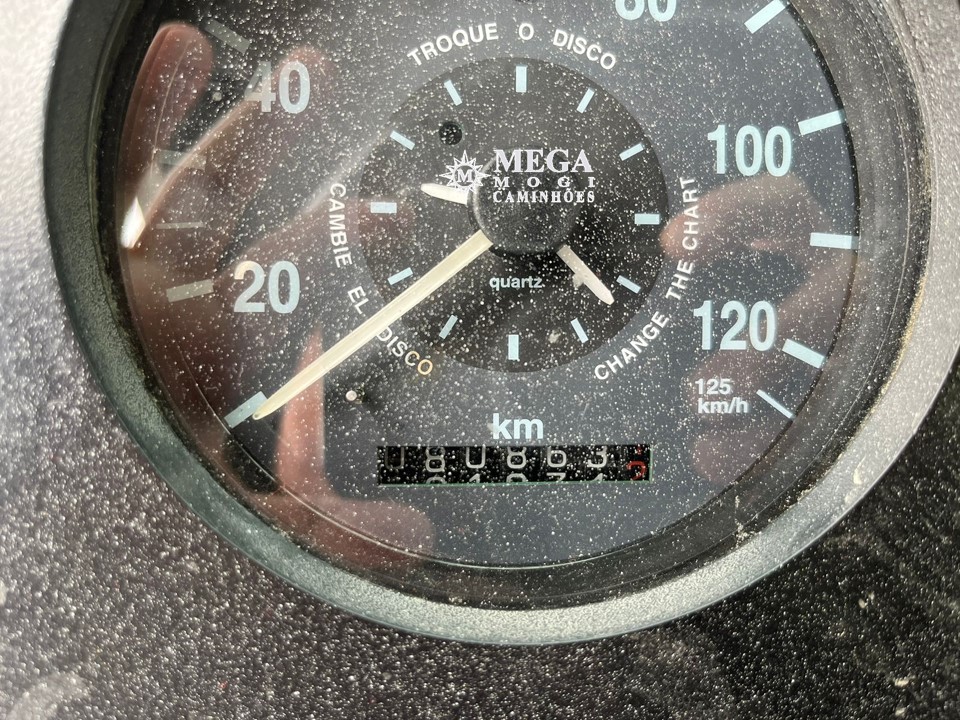 80
TROQUE O DISCO
40
100
MEGA
MOGI
CAMINHÕES
M
CAMBIE EL DISCO
CHANGE THE CHART
20
quartz
120
125
km/h
km